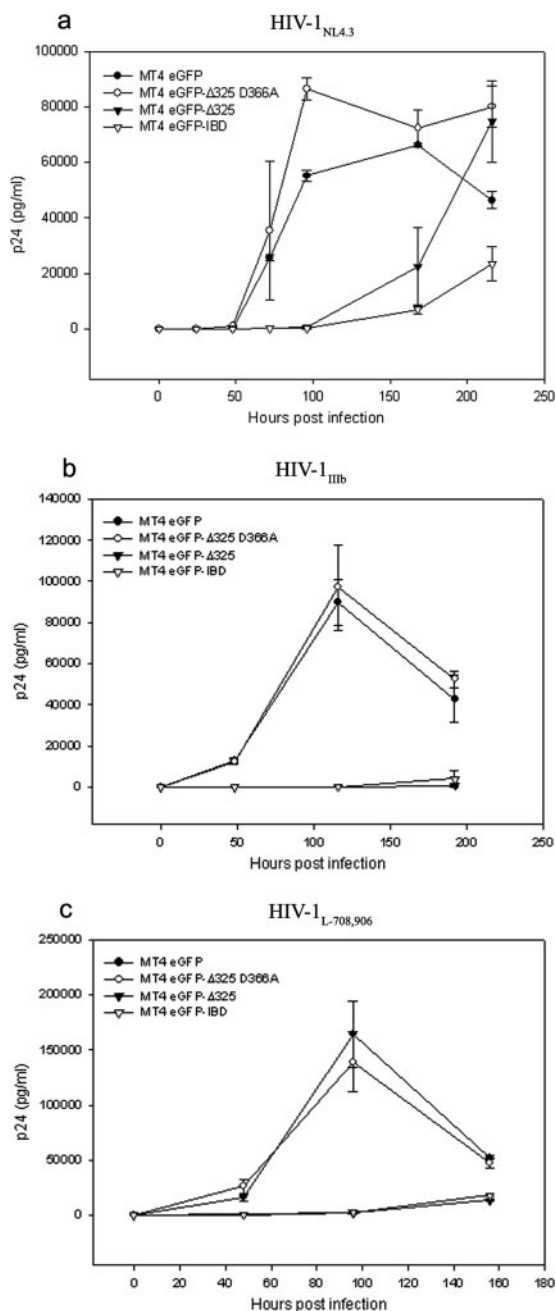 a
HIV-1NL4.3
100000
80000
60000
40000
20000
0
p24 (pg/ml)
MT4 eGFP
MT4 eGFP-Δ325 D366A
MT4 eGFP-Δ325
MT4 eGFP-IBD
0 50 100 150 200 250
Hours post infection
b
HIV-1IIIb
140000
120000
100000
80000
60000
40000
20000
0
p24 (pg/ml)
MT4 eGFP
MT4 eGFP-Δ325 D366A
MT4 eGFP-Δ325
MT4 eGFP-IBD
0 50 100 150 200 250
Hours post infection
c
HIV-1L-708,906
250000
200000
150000
100000
50000
0
p24 (pg/ml)
MT4 eGFP
MT4 eGFP-Δ325 D366A
MT4 eGFP-Δ325
MT4 eGFP-IBD
0 20 40 60 80 100 120 140 160 180
Hours post infection